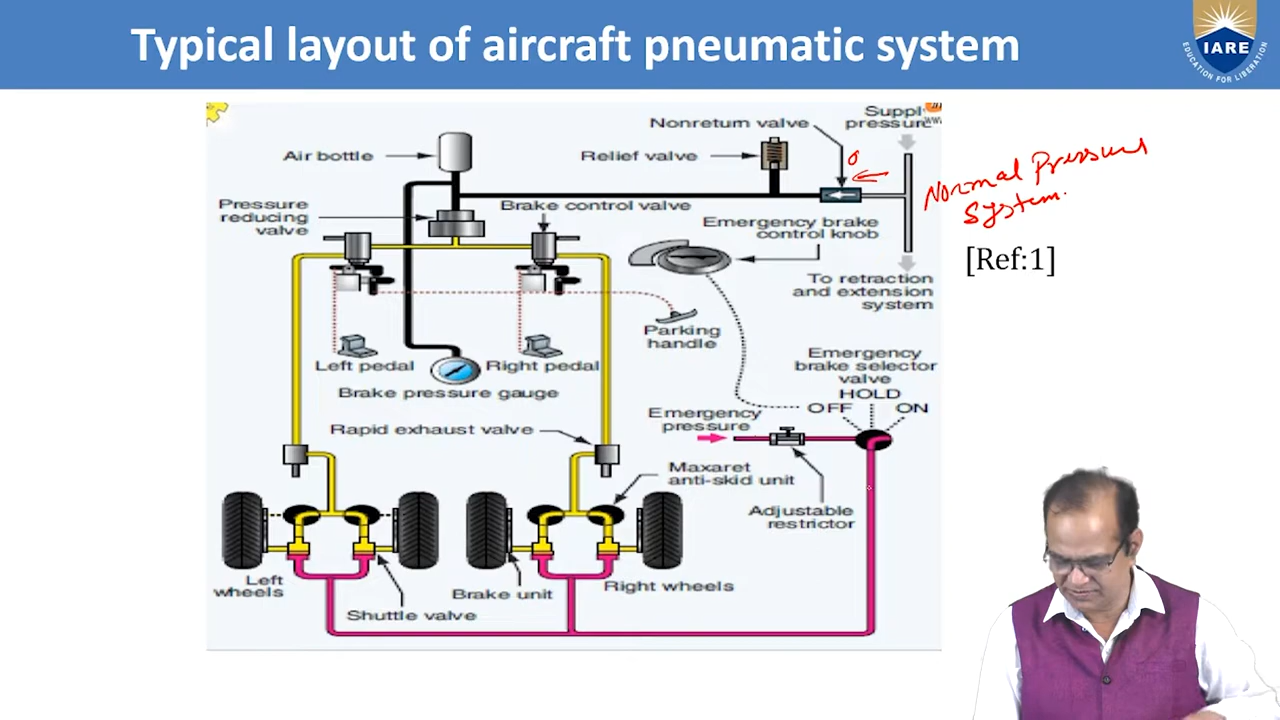 Typical layout of aircraft pneumatic system
IARE
EDUCATION FOR LIBERATION
Nonreturn valve
pressure
Air bottle
Relief valve
Pressure
reducing
valve
Brake control valve
Emergency brake
control knob
Normal Pressure
System.
[Ref:1]
To retraction
and extension
system
Parking
handle
Left pedal
Right pedal
Brake pressure gauge
Emergency
brake selector
valve
HOLD
OFF
ON
Emergency
pressure
Rapid exhaust valve
Maxaret
anti-skid unit
Adjustable
restrictor
Left
wheels
Brake unit
Right wheels
Shuttle valve